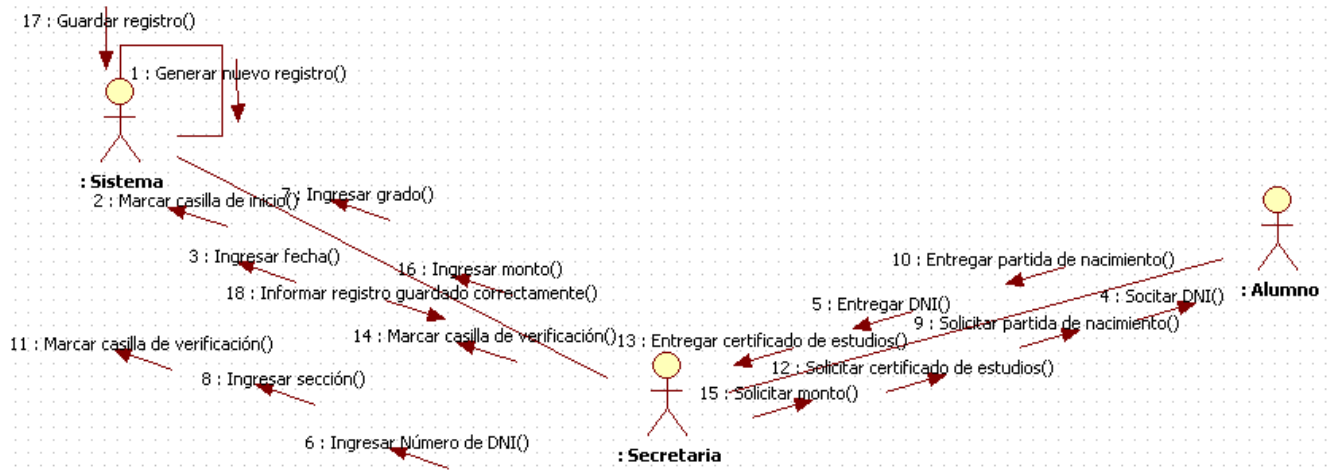 17 : Guardar registro()
1 : Generar nuevo registro()
: Sistema
7 : Ingresar grado()
2 : Marcar casilla de inicio()
3 : Ingresar fecha()
10 : Entregar partida de nacimiento()
16 : Ingresar monto()
: Alumno
18 : Informar registro guardado correctamente()
4 : Socitar DNI()
5 : Entregar DNI()
9 : Solicitar partida de nacimiento()
14 : Marcar casilla de verificación()
13 : Entregar certificado de estudios()
11 : Marcar casilla de verificación()
12 : Solicitar certificado de estudios()
8 : Ingresar sección()
15 : Solicitar monto()
6 : Ingresar Número de DNI()
: Secretaria